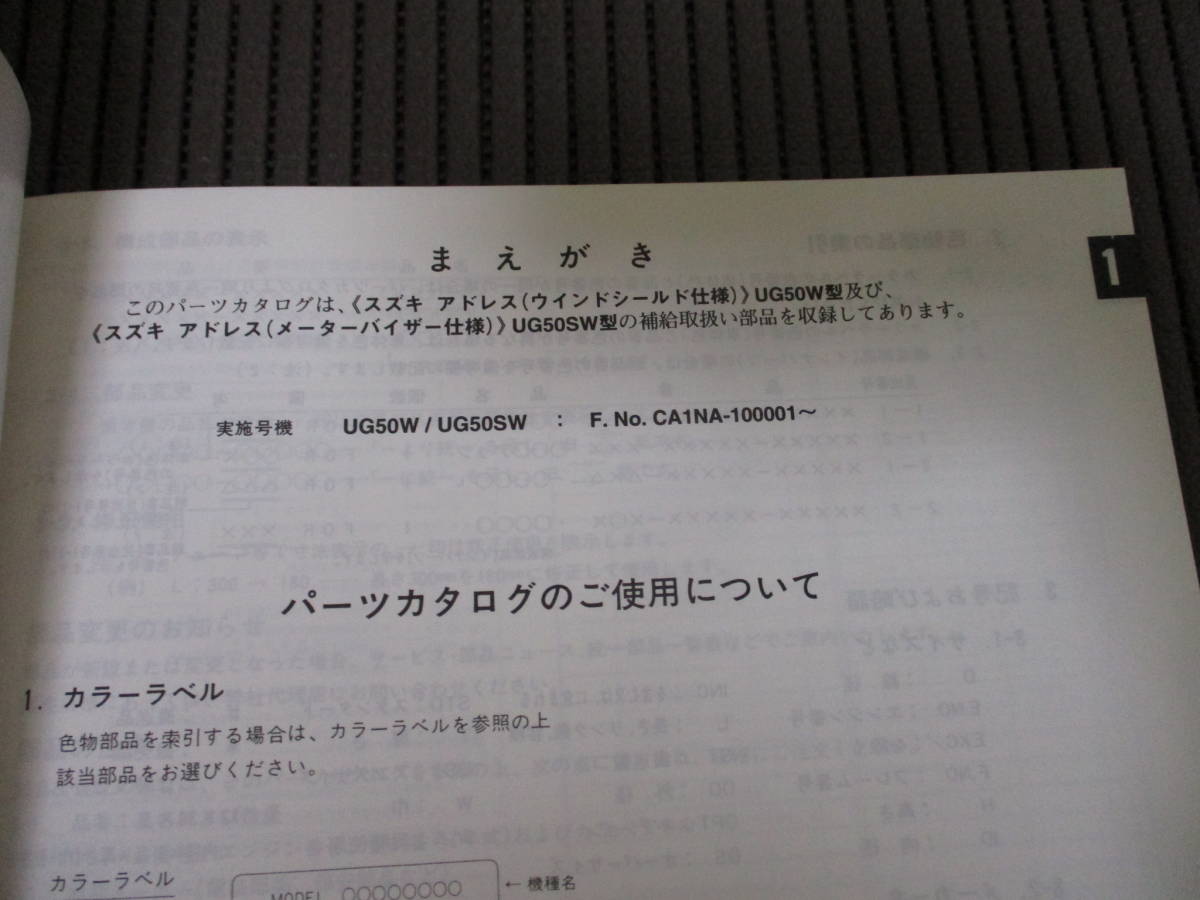 まえがき
1
このパーツカタログは、《スズキ アドレス（ウインドシールド仕様）》UG50W型及び、
《スズキ アドレス（メーターバイザー仕様）》UG50SW型の補給取扱い部品を収録してあります。
実施号機 UG50W / UG50SW : F. No. CA1NA-100001～
パーツカタログのご使用について
1. カラーラベル
色物部品を索引する場合は、カラーラベルを参照の上
該当部品をお選びください。
カラーラベル
MODEL ○○○○○○○○ ← 機種名